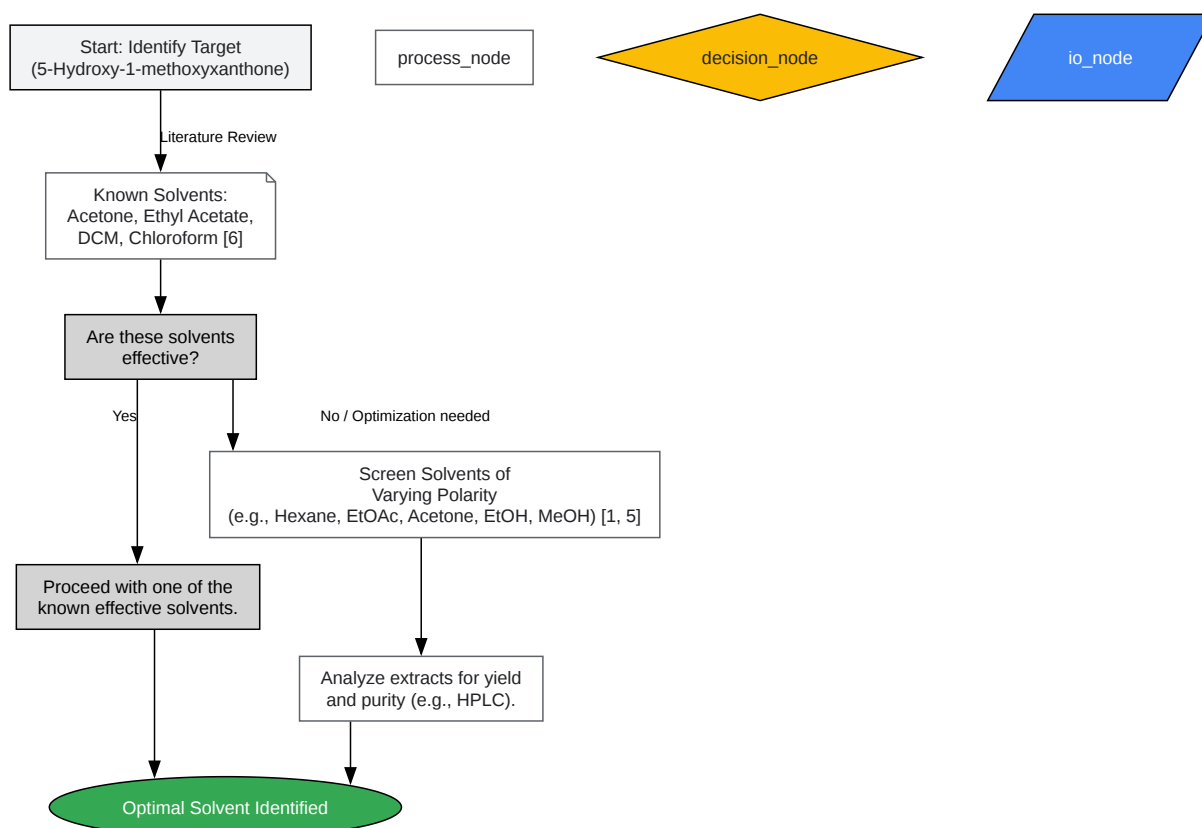 Start: Identify Target
(5-Hydroxy-1-methoxyxanthone)
process_node
decision_node
io_node
Literature Review
Known Solvents:
Acetone, Ethyl Acetate,
DCM, Chloroform [6]
Are these solvents
effective?
Yes
No / Optimization needed
Screen Solvents of
Varying Polarity
(e.g., Hexane, EtOAc, Acetone, EtOH, MeOH) [1, 5]
Proceed with one of the
known effective solvents.
Analyze extracts for yield
and purity (e.g., HPLC).
Optimal Solvent Identified